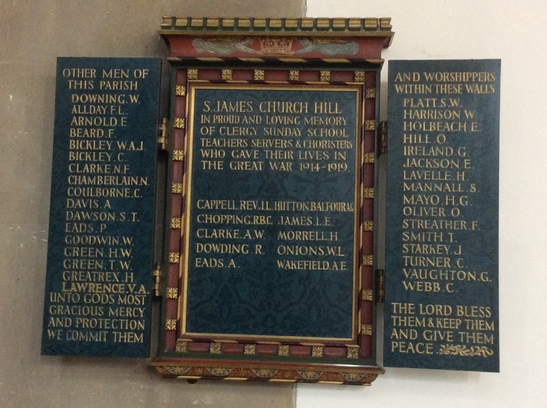 OTHER MEN OF
THIS PARISH
DOWNING. W.
ALLDAY F.L.
ARNOLD. E.
BEARD. F.
BICKLEY. W.A.J.
BICKLEY. C.
CLARKE. N.F.
CHAMBERLAIN. N.
COULBORNE. C.
DAVIS. A.
DAWSON. S.T.
EADS. P.
GOODWIN. W.
GREEN. H.W.
GREEN. T.W.
GREATREX. H.
LAWRENCE. V.A.
UNTO GODS MOST
GRACIOUS MERCY
AND PROTECTION
WE COMMIT THEM
S. JAMES CHURCH HILL
IN PROUD AND LOVING MEMORY
OF CLERGY SUNDAY SCHOOL
TEACHERS SERVERS & CHORISTERS
WHO GAVE THEIR LIVES IN
THE GREAT WAR 1914-1919
CAPPELL. REV. J.L.
CHOPPING. R.B.C.
CLARKE. A.W.
DOWDING. R.
EADS. A.
HUTTON. BALFOUR A.G.
JAMES. L.E.
MORRELL. H.
ONIONS. W.L.
WAKEFIELD. A.E.
AND WORSHIPPERS
WITHIN THESE WALLS
PLATT. S.W.
HARRISON. W.
HOLBEACH. E.
HILL. O.
IRELAND. G.
JACKSON. E.
LAVELLE. H.
MANNALL. S.
MAYO. H.G.
OLIVER. O.
STREATHER. F.
SMITH. T.
STARKEY. J.
TURNER. C.
VAUGHTON. G.
WEBB. C.
THE LORD BLESS
THEM & KEEP THEM
AND GIVE THEM
PEACE.